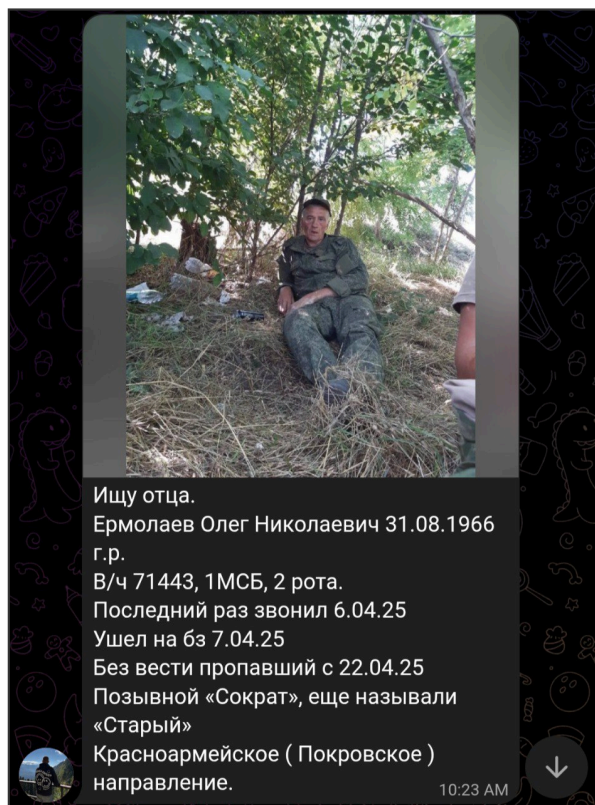 Ищу отца.
Ермолаев Олег Николаевич 31.08.1966
г.р.
В/ч 71443, 1МСБ, 2 рота.
Последний раз звонил 6.04.25
Ушел на бз 7.04.25
Без вести пропавший с 22.04.25
Позывной «Сократ», еще называли
«Старый»
Красноармейское ( Покровское )
направление.
10:23 AM